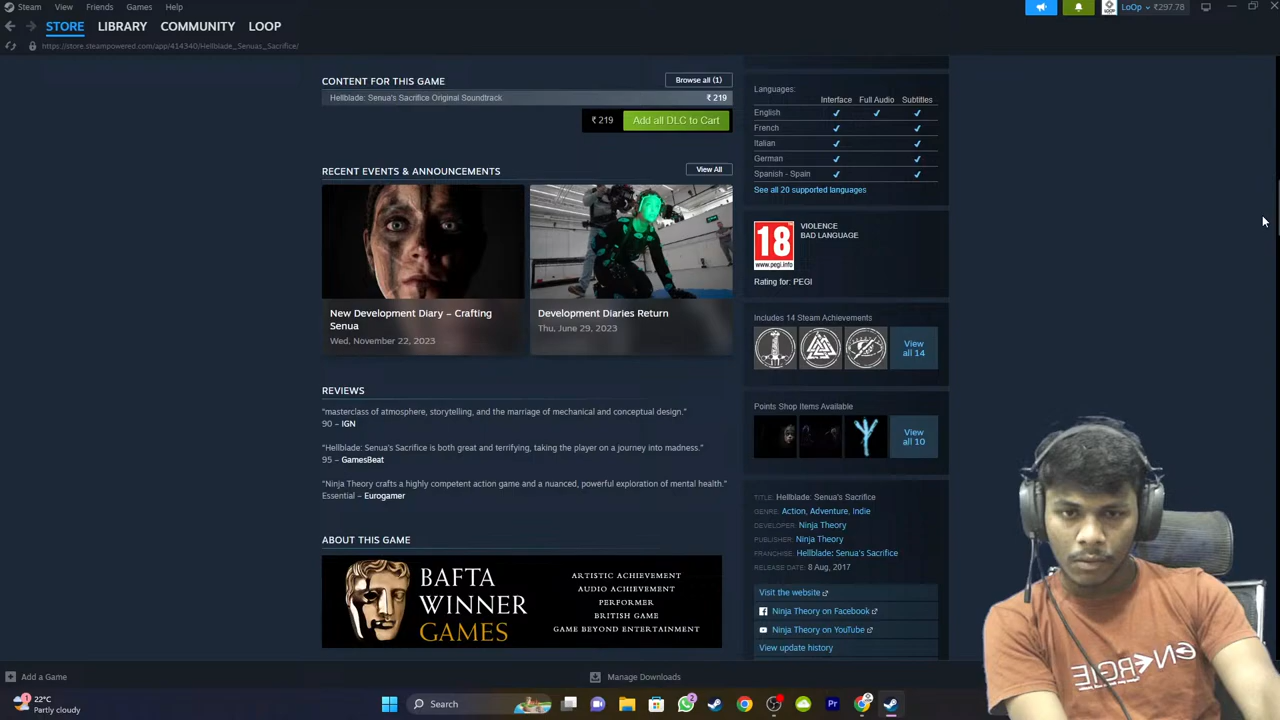 Steam View Friends Games Help
LoOp ₹297.78
STORE LIBRARY COMMUNITY LOOP
https://store.steampowered.com/app/414340/Hellblade_Senuas_Sacrifice/
CONTENT FOR THIS GAME
Browse all (1)
Hellblade: Senua's Sacrifice Original Soundtrack ₹ 219
₹ 219 Add all DLC to Cart
RECENT EVENTS & ANNOUNCEMENTS
View All
New Development Diary – Crafting
Senua
Wed, November 22, 2023
Development Diaries Return
Thu, June 29, 2023
REVIEWS
"masterclass of atmosphere, storytelling, and the marriage of mechanical and conceptual design."
90 – IGN
"Hellblade: Senua's Sacrifice is both great and terrifying, taking the player on a journey into madness."
95 – GamesBeat
"Ninja Theory crafts a highly competent action game and a nuanced, powerful exploration of mental health."
Essential – Eurogamer
ABOUT THIS GAME
BAFTA
WINNER
GAMES
ARTISTIC ACHIEVEMENT
AUDIO ACHIEVEMENT
PERFORMER
BRITISH GAME
GAME BEYOND ENTERTAINMENT
Languages:
Interface Full Audio Subtitles
English ✔ ✔ ✔
French ✔ ✔
Italian ✔ ✔
German ✔ ✔
Spanish - Spain ✔ ✔
See all 20 supported languages
18
www.pegi.info
VIOLENCE
BAD LANGUAGE
Rating for: PEGI
Includes 14 Steam Achievements
View
all 14
Points Shop Items Available
View
all 10
TITLE: Hellblade: Senua's Sacrifice
GENRE: Action, Adventure, Indie
DEVELOPER: Ninja Theory
PUBLISHER: Ninja Theory
FRANCHISE: Hellblade: Senua's Sacrifice
RELEASE DATE: 8 Aug, 2017
Visit the website
Ninja Theory on Facebook
Ninja Theory on YouTube
View update history
ENERGIE
Add a Game
Manage Downloads
1
22°C
Partly cloudy
Search
2
Pr